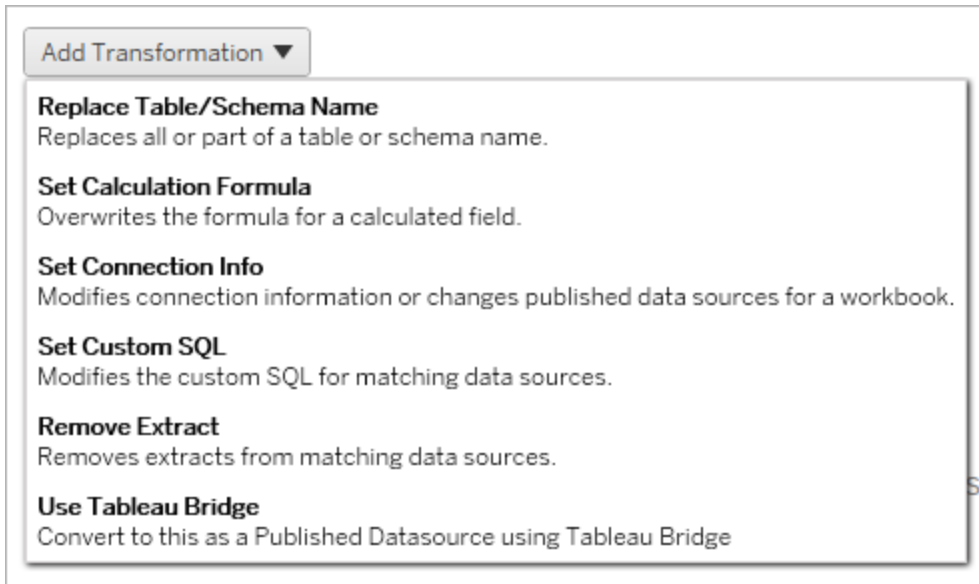 Add Transformation ▼
Replace Table/Schema Name
Replaces all or part of a table or schema name.
Set Calculation Formula
Overwrites the formula for a calculated field.
Set Connection Info
Modifies connection information or changes published data sources for a workbook.
Set Custom SQL
Modifies the custom SQL for matching data sources.
Remove Extract
Removes extracts from matching data sources.
Use Tableau Bridge
Convert to this as a Published Datasource using Tableau Bridge